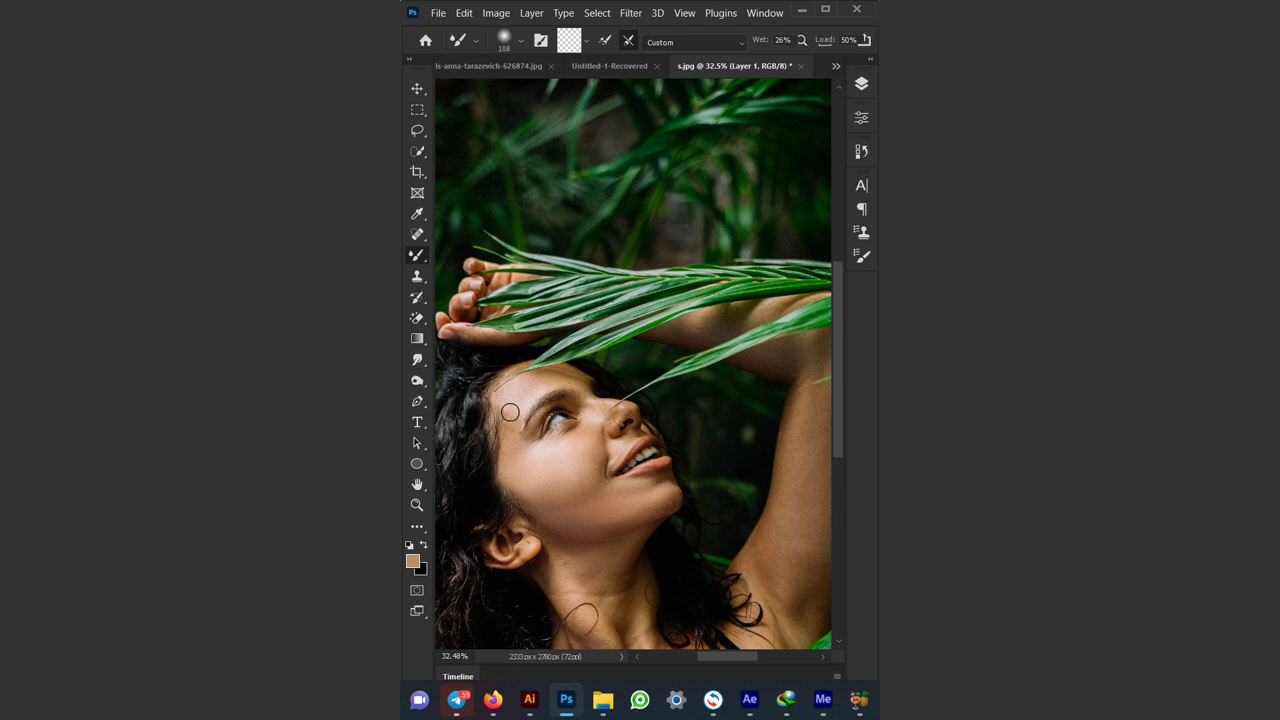 Ps File Edit Image Layer Type Select Filter 3D View Plugins Window
108 Custom Wet: 26% Load: 50%
ls-anna-tarazevich-626874.jpg Untitled-1-Recovered s.jpg @ 32.5% (Layer 1, RGB/8) *
A
T
32.48% 2333 px x 2780 px (72 ppi)
Timeline
59 Ai Ps Ae Me